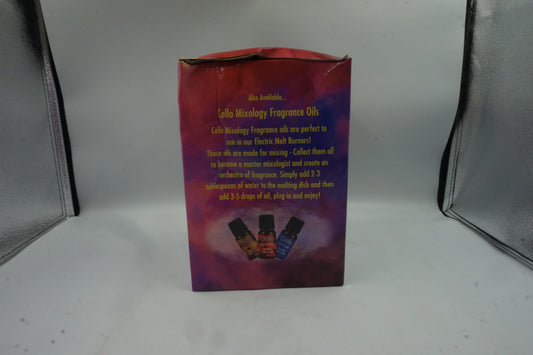 Also Available...
Cello Mixology Fragrance Oils
Cello Mixology Fragrance oils are perfect to
use in our Electric Melt Burners!
These oils are made for mixing - Collect them all
to become a master mixologist and create an
orchestra of fragrance. Simply add 2-3
tablespoons of water to the melting dish and then
add 3-5 drops of oil, plug in and enjoy!